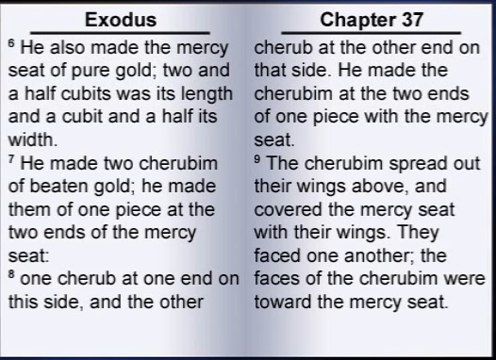 Exodus
⁶ He also made the mercy
seat of pure gold; two and
a half cubits was its length
and a cubit and a half its
width.
⁷ He made two cherubim
of beaten gold; he made
them of one piece at the
two ends of the mercy
seat:
⁸ one cherub at one end on
this side, and the other
Chapter 37
cherub at the other end on
that side. He made the
cherubim at the two ends
of one piece with the mercy
seat.
⁹ The cherubim spread out
their wings above, and
covered the mercy seat
with their wings. They
faced one another; the
faces of the cherubim were
toward the mercy seat.